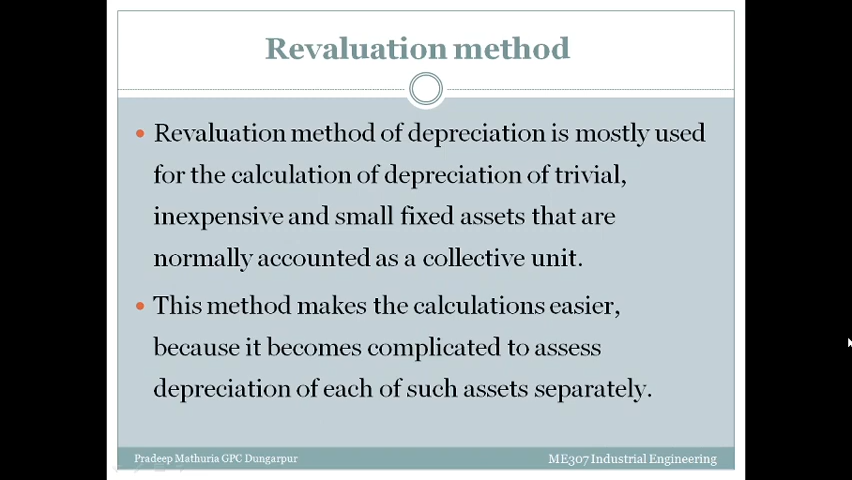 Revaluation method
• Revaluation method of depreciation is mostly used
for the calculation of depreciation of trivial,
inexpensive and small fixed assets that are
normally accounted as a collective unit.
• This method makes the calculations easier,
because it becomes complicated to assess
depreciation of each of such assets separately.
Pradeep Mathuria GPC Dungarpur
ME307 Industrial Engineering